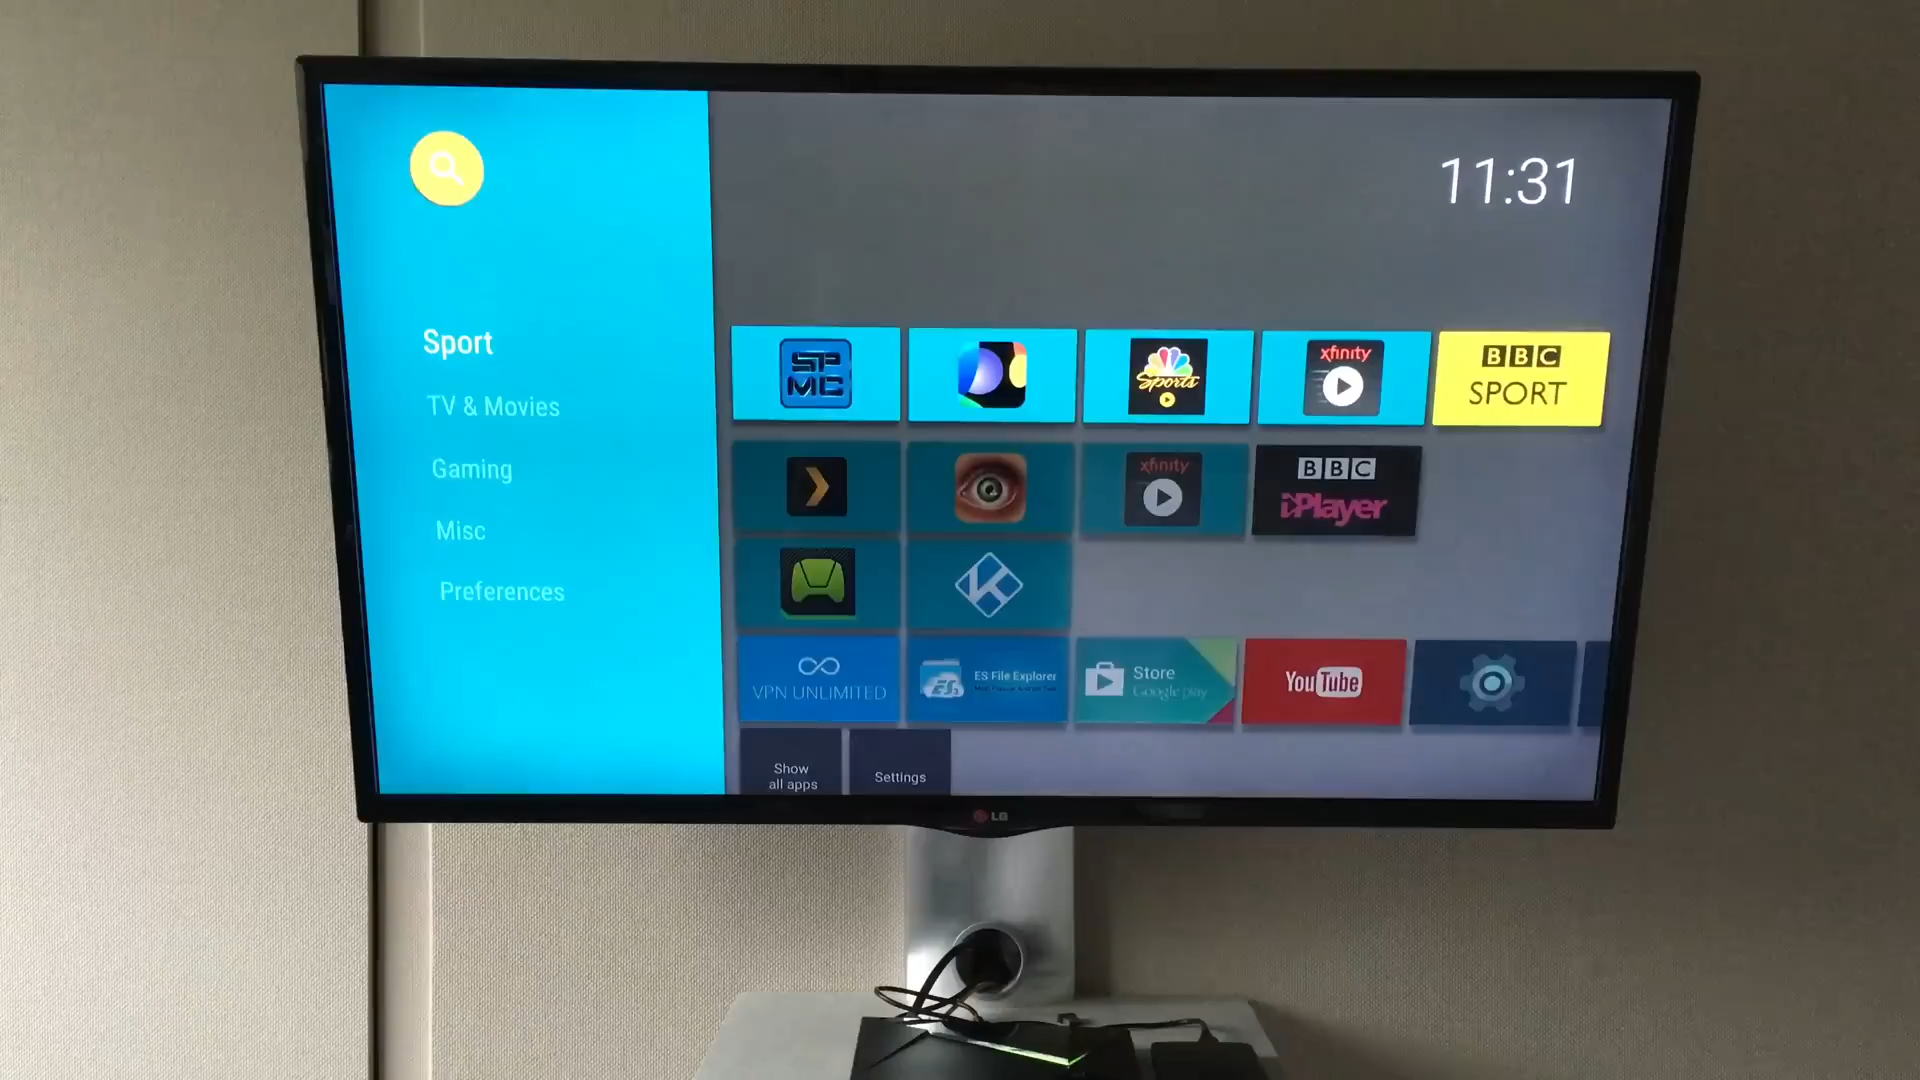 11:31
Sport
TV & Movies
Gaming
Misc
Preferences
SP
MC
Sports
xfinity
BBC
SPORT
xfinity
BBC
iPlayer
VPN UNLIMITED
ES
ES File Explorer
Store
Google play
YouTube
Show
all apps
Settings
LG